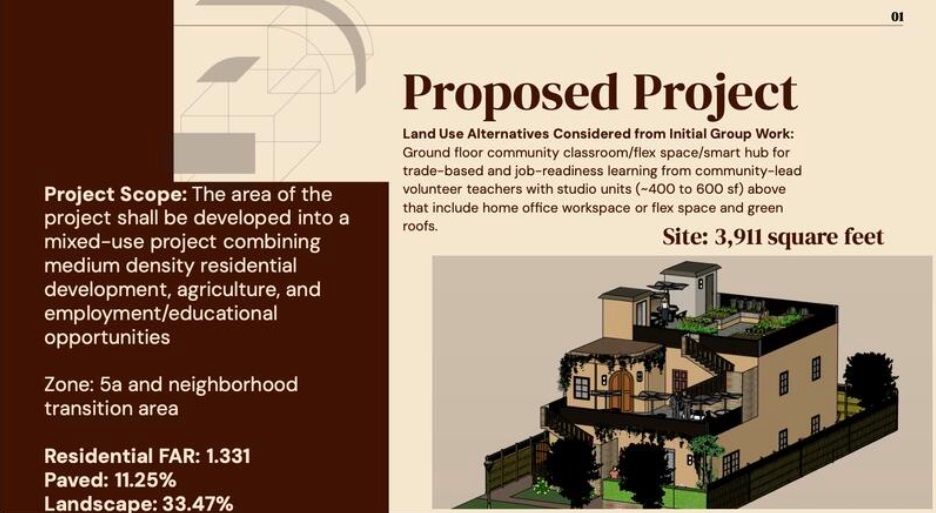 01
Proposed Project
Land Use Alternatives Considered from Initial Group Work:
Ground floor community classroom/flex space/smart hub for
trade-based and job-readiness learning from community-lead
volunteer teachers with studio units (~400 to 600 sf) above
that include home office workspace or flex space and green
roofs.
Site: 3,911 square feet
Project Scope: The area of the
project shall be developed into a
mixed-use project combining
medium density residential
development, agriculture, and
employment/educational
opportunities
Zone: 5a and neighborhood
transition area
Residential FAR: 1.331
Paved: 11.25%
Landscape: 33.47%